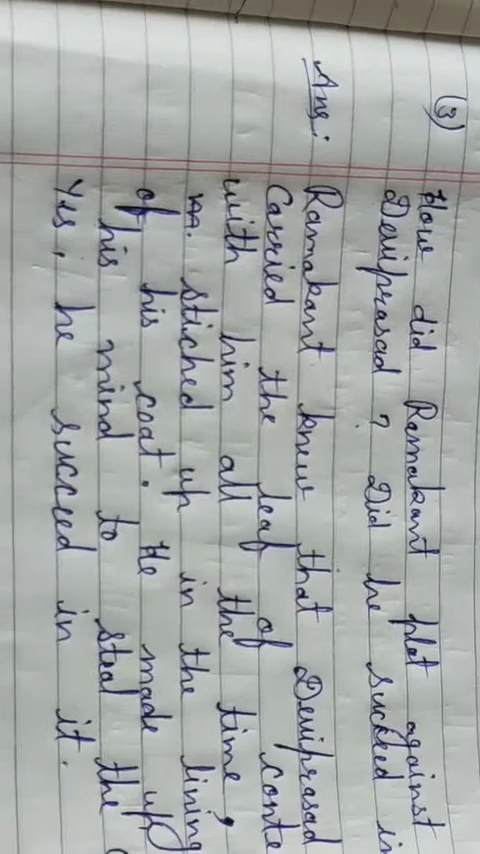 (3) How did Ramakant plot against
Deviprasad ? Did he succeed in
Ans: Ramakant knew that Deviprasad
carried the leaf of conte
with him all the time,
stiched up in the lining
of his coat. He made up
his mind to steal the
Yes, he succeed in it.